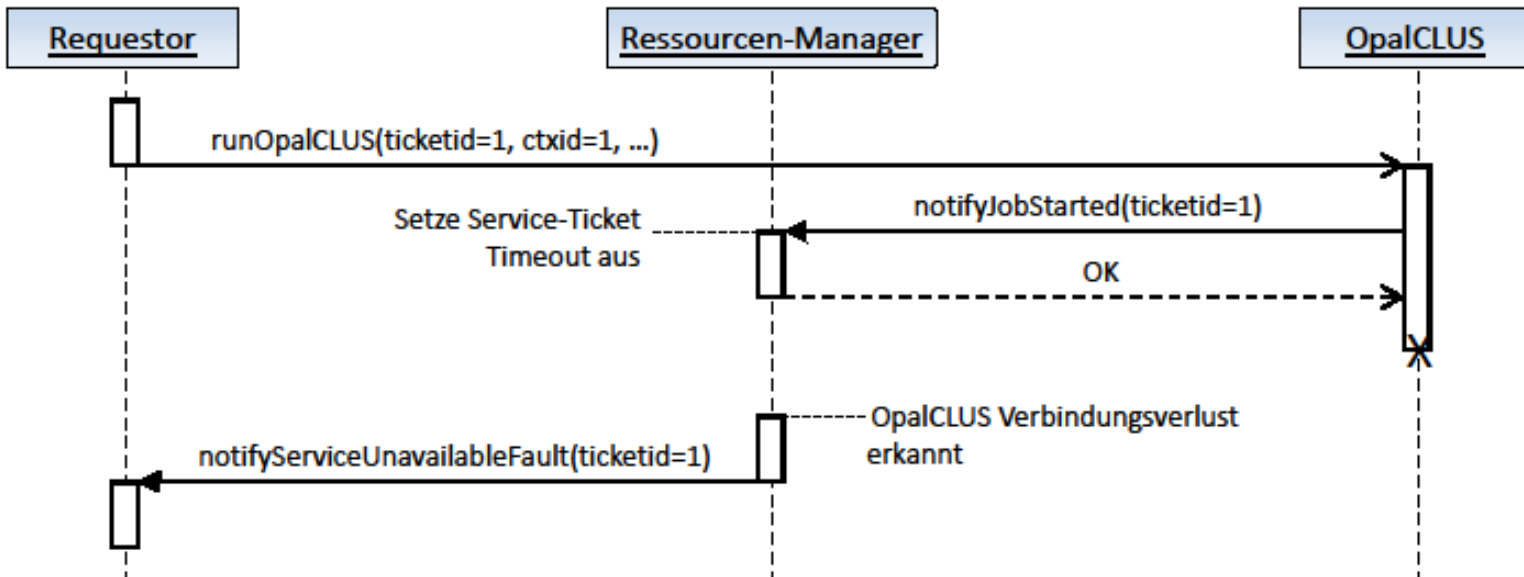 Requestor
Ressourcen-Manager
OpalCLUS
runOpalCLUS(ticketid=1, ctxid=1, ...)
notifyJobStarted(ticketid=1)
Setze Service-Ticket
Timeout aus
OK
X
OpalCLUS Verbindungsverlust
erkannt
notifyServiceUnavailableFault(ticketid=1)